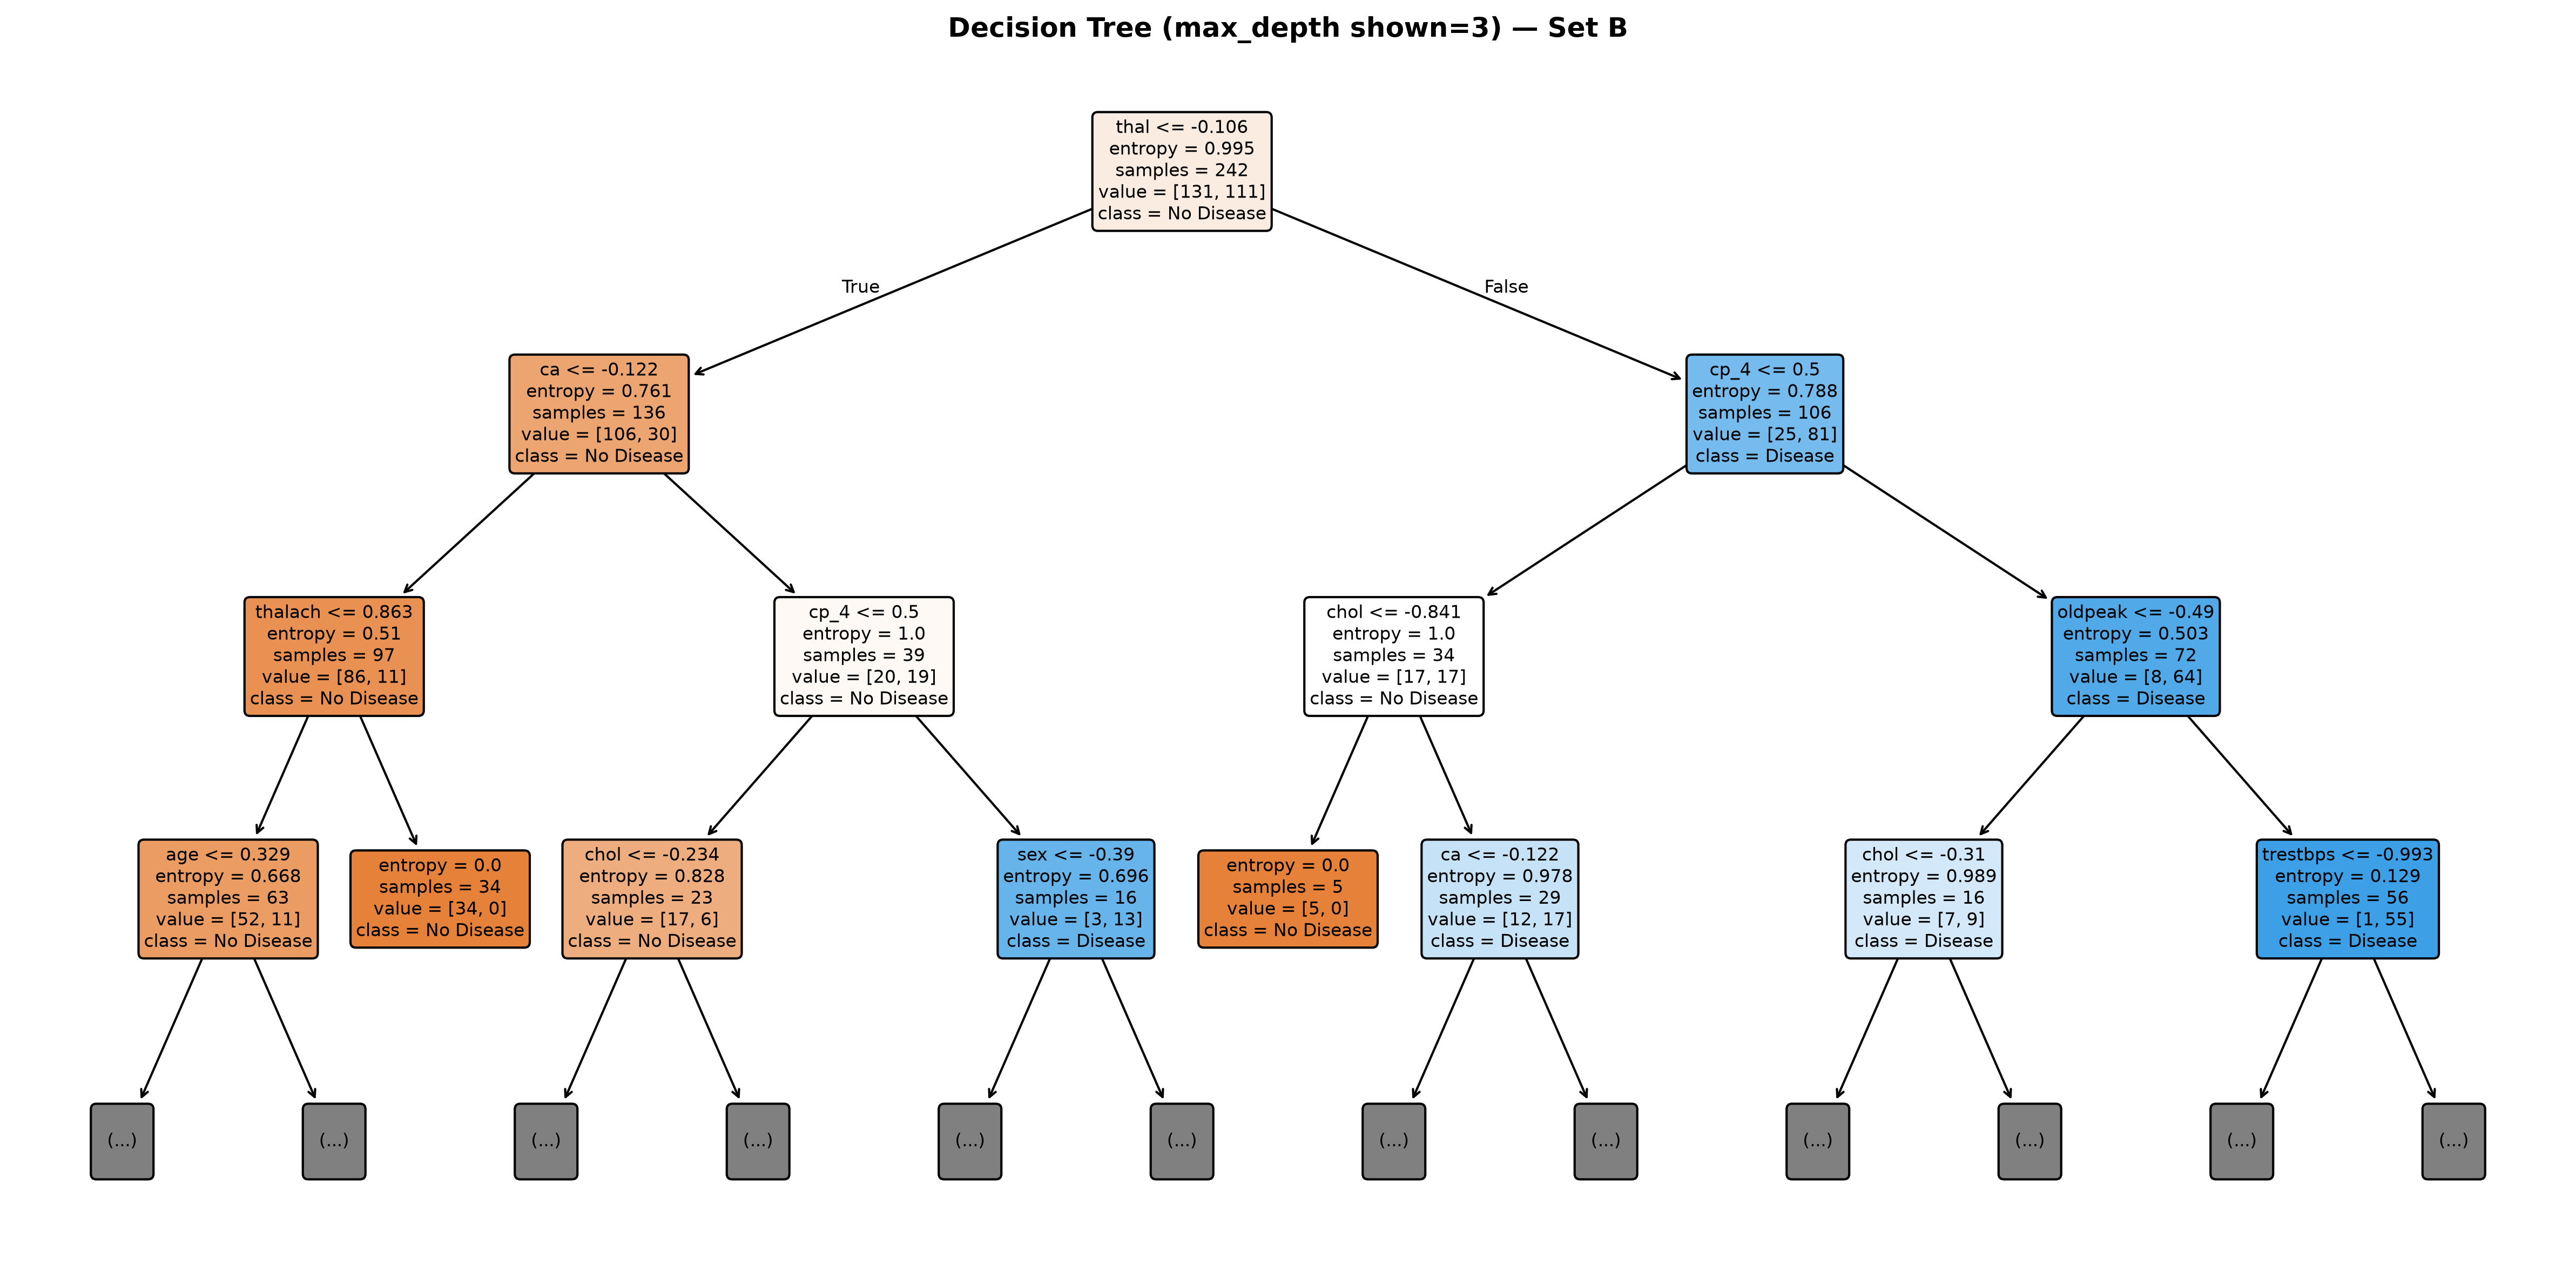 Decision Tree (max_depth shown=3) — Set B
thal <= -0.106
entropy = 0.995
samples = 242
value = [131, 111]
class = No Disease
True
False
ca <= -0.122
entropy = 0.761
samples = 136
value = [106, 30]
class = No Disease
cp_4 <= 0.5
entropy = 0.788
samples = 106
value = [25, 81]
class = Disease
thalach <= 0.863
entropy = 0.51
samples = 97
value = [86, 11]
class = No Disease
cp_4 <= 0.5
entropy = 1.0
samples = 39
value = [20, 19]
class = No Disease
chol <= -0.841
entropy = 1.0
samples = 34
value = [17, 17]
class = No Disease
oldpeak <= -0.49
entropy = 0.503
samples = 72
value = [8, 64]
class = Disease
age <= 0.329
entropy = 0.668
samples = 63
value = [52, 11]
class = No Disease
entropy = 0.0
samples = 34
value = [34, 0]
class = No Disease
chol <= -0.234
entropy = 0.828
samples = 23
value = [17, 6]
class = No Disease
sex <= -0.39
entropy = 0.696
samples = 16
value = [3, 13]
class = Disease
entropy = 0.0
samples = 5
value = [5, 0]
class = No Disease
ca <= -0.122
entropy = 0.978
samples = 29
value = [12, 17]
class = Disease
chol <= -0.31
entropy = 0.989
samples = 16
value = [7, 9]
class = Disease
trestbps <= -0.993
entropy = 0.129
samples = 56
value = [1, 55]
class = Disease
(...)
(...)
(...)
(...)
(...)
(...)
(...)
(...)
(...)
(...)
(...)
(...)